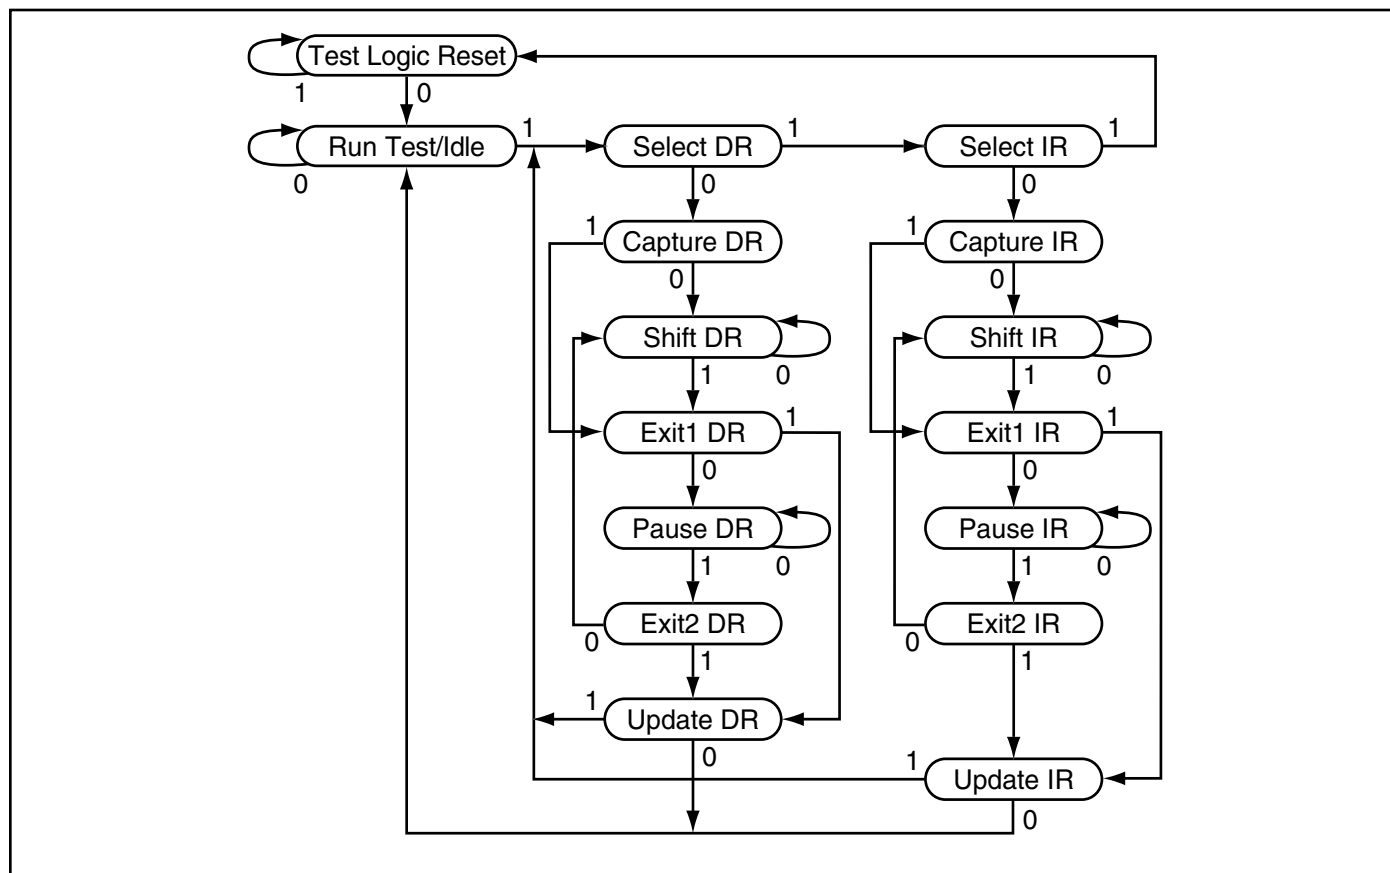 Test Logic Reset
1
0
Run Test/Idle
1
Select DR
1
Select IR
1
0
0
0
1
Capture DR
1
Capture IR
0
0
Shift DR
Shift IR
1
0
1
0
Exit1 DR
1
Exit1 IR
1
0
0
Pause DR
Pause IR
1
0
1
0
Exit2 DR
Exit2 IR
0
1
0
1
1
Update DR
0
1
Update IR
0